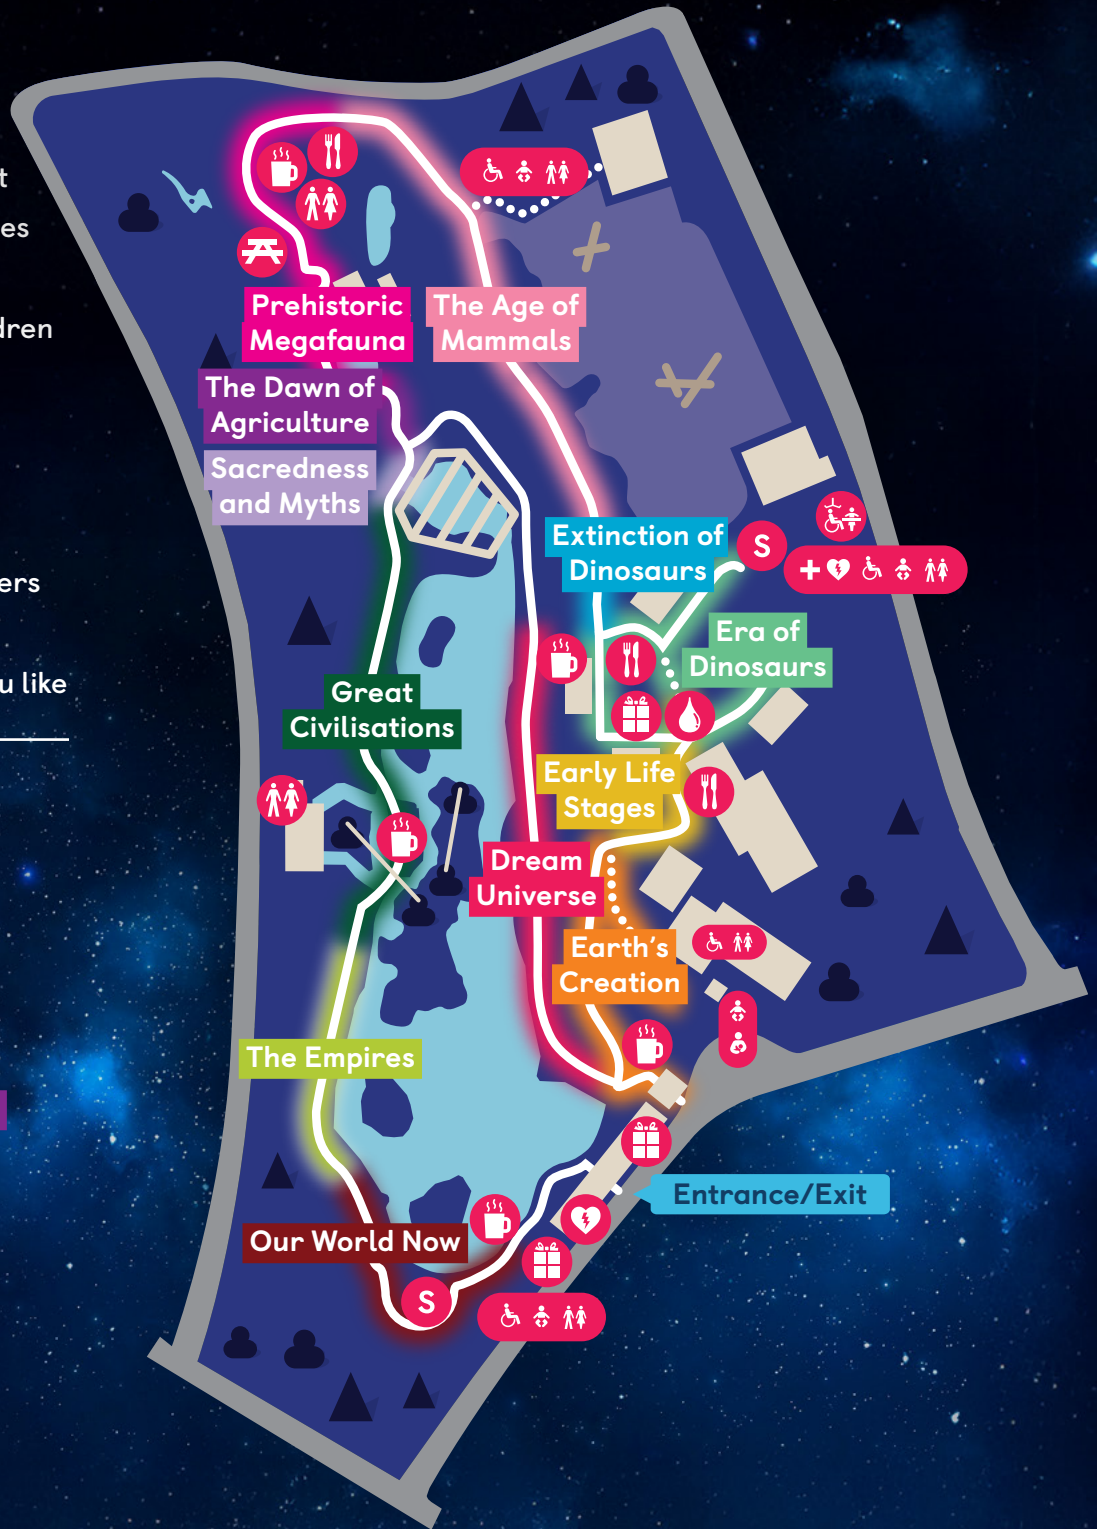 t
es
dren
ers
u like
Prehistoric
Megafauna
The Age of
Mammals
The Dawn of
Agriculture
Sacredness
and Myths
Extinction of
Dinosaurs
S
Era of
Dinosaurs
Great
Civilisations
Early Life
Stages
Dream
Universe
Earth's
Creation
The Empires
Entrance/Exit
Our World Now
S